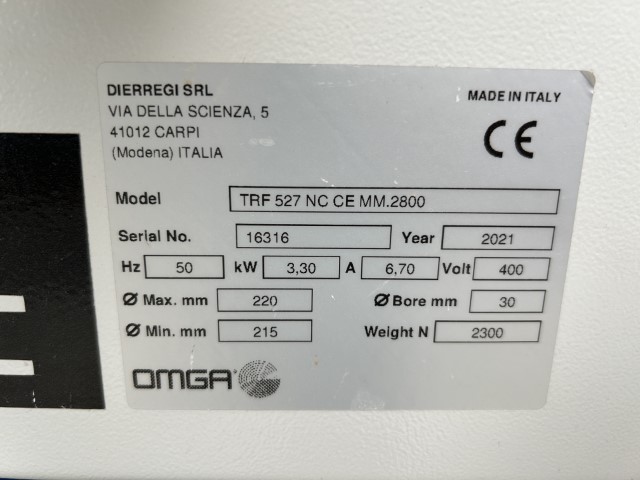 DIERREGI SRL
VIA DELLA SCIENZA, 5
41012 CARPI
(Modena) ITALIA
MADE IN ITALY
CE
Model TRF 527 NC CE MM.2800
Serial No. 16316 Year 2021
Hz 50 kW 3,30 A 6,70 Volt 400
Ø Max. mm 220 Ø Bore mm 30
Ø Min. mm 215 Weight N 2300
OMGA